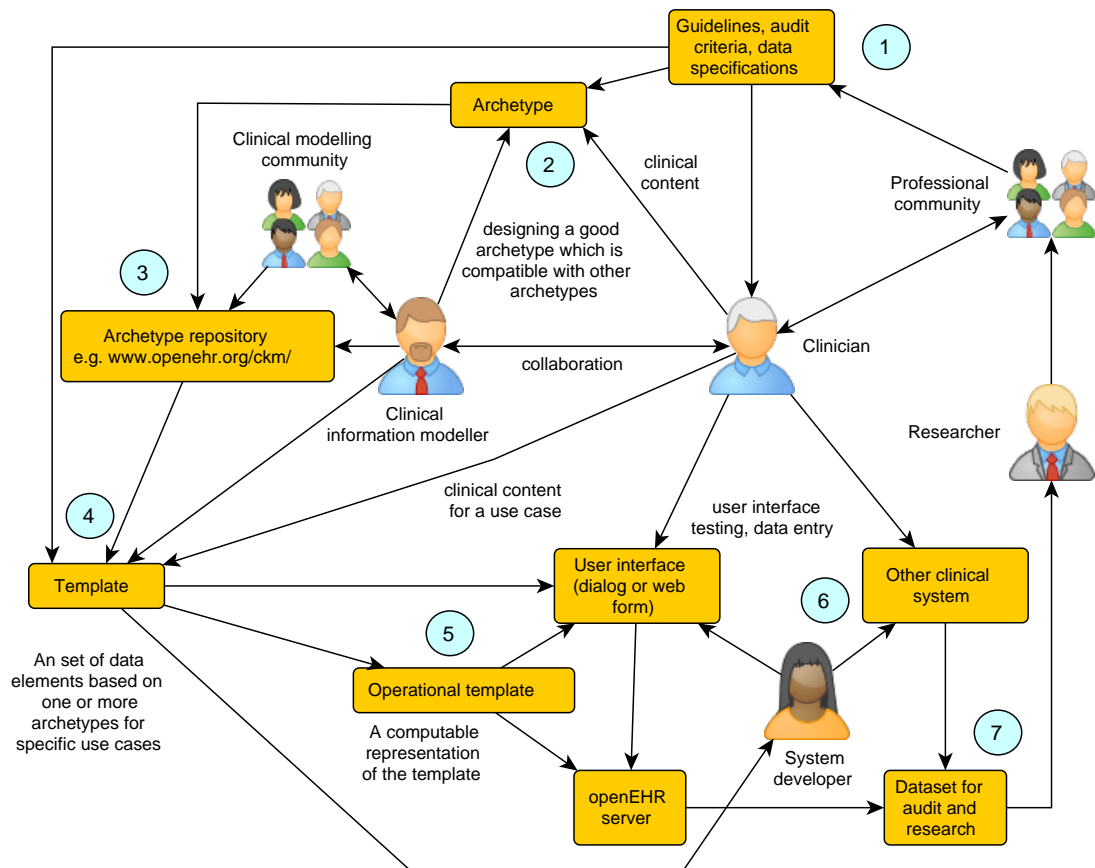 Guidelines, audit
criteria, data
specifications
1
Archetype
Clinical modelling
community
2
clinical
content
Professional
community
designing a good
archetype which is
compatible with other
archetypes
3
Archetype repository
e.g. www.openehr.org/ckm/
collaboration
Clinician
Clinical
information modeller
Researcher
clinical content
for a use case
user interface
testing, data entry
4
Template
User interface
(dialog or web
form)
6
Other clinical
system
5
An set of data
elements based on
one or more
archetypes for
specific use cases
Operational template
A computable
representation
of the template
System
developer
7
openEHR
server
Dataset for
audit and
research